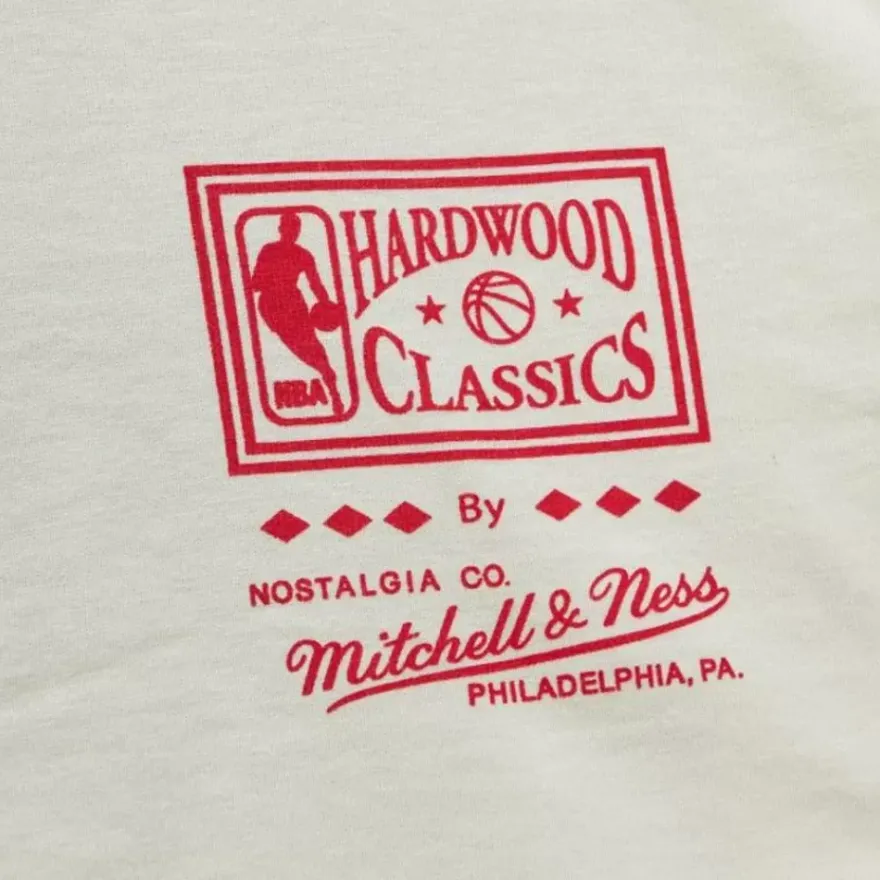 HARDWOOD
CLASSICS
NBA
By
NOSTALGIA CO.
Mitchell & Ness
PHILADELPHIA, PA.